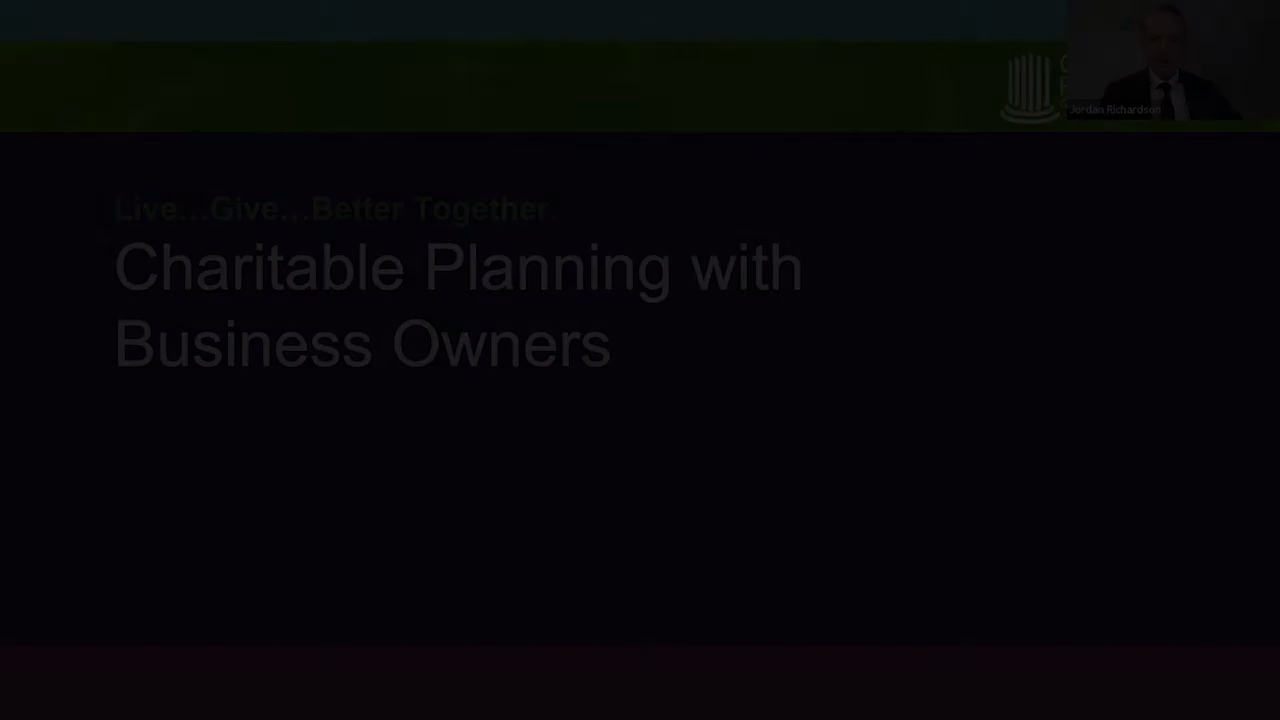 Jordan Richardson
Live...Give...Better Together.
Charitable Planning with
Business Owners